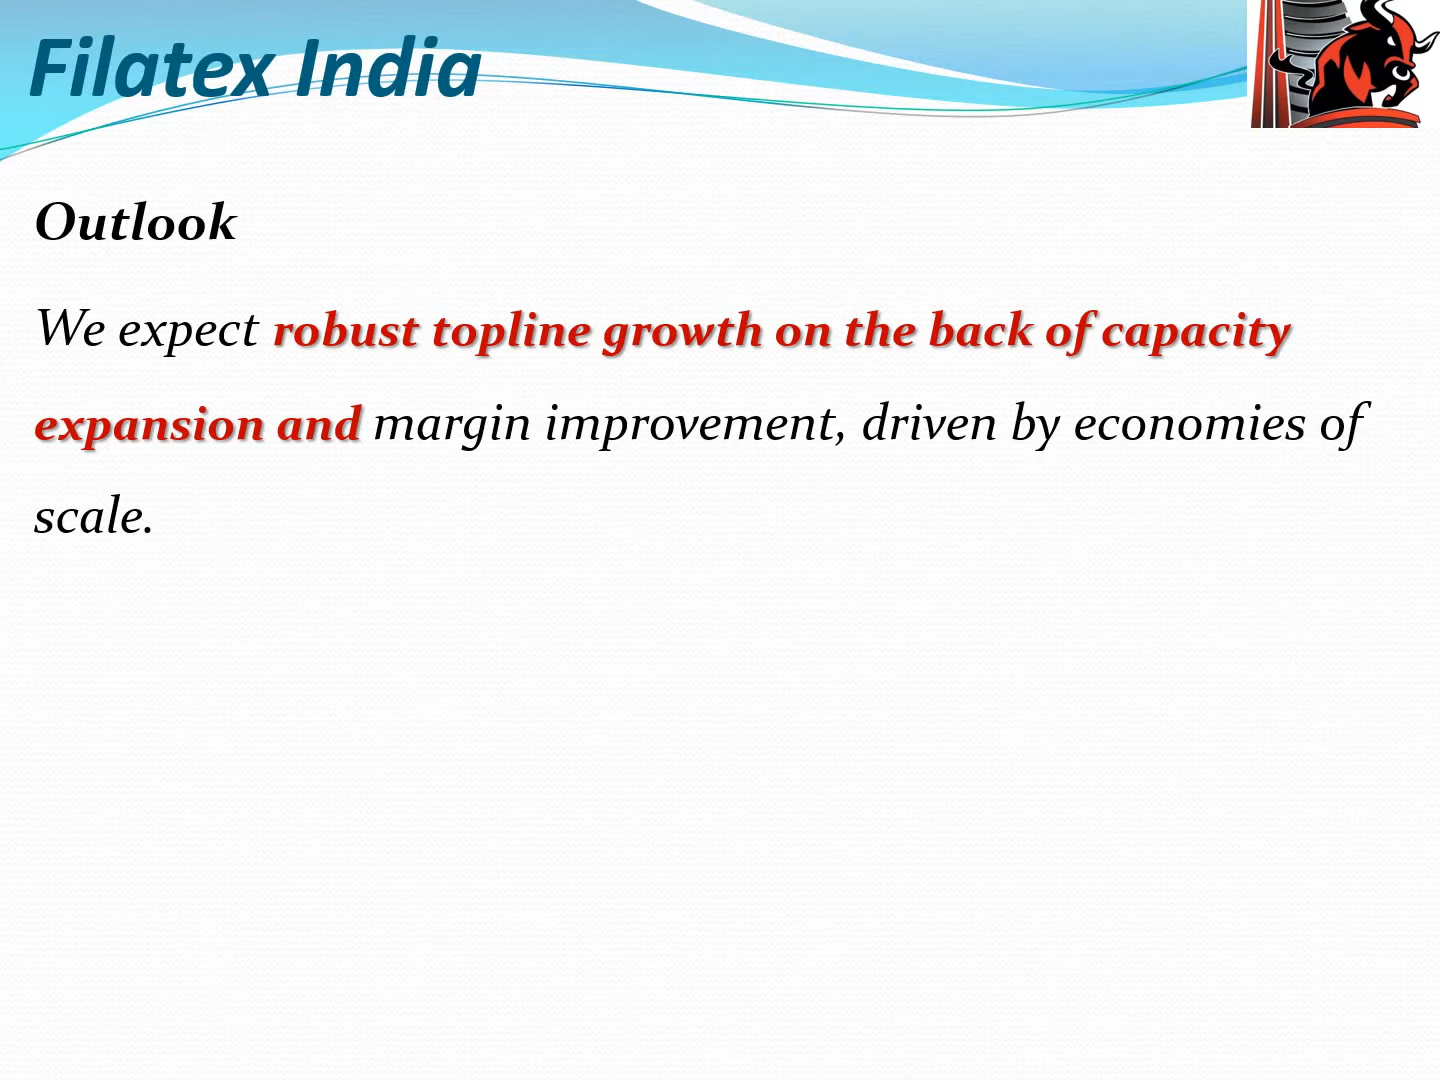 Filatex India
Outlook
We expect robust topline growth on the back of capacity
expansion and margin improvement, driven by economies of
scale.